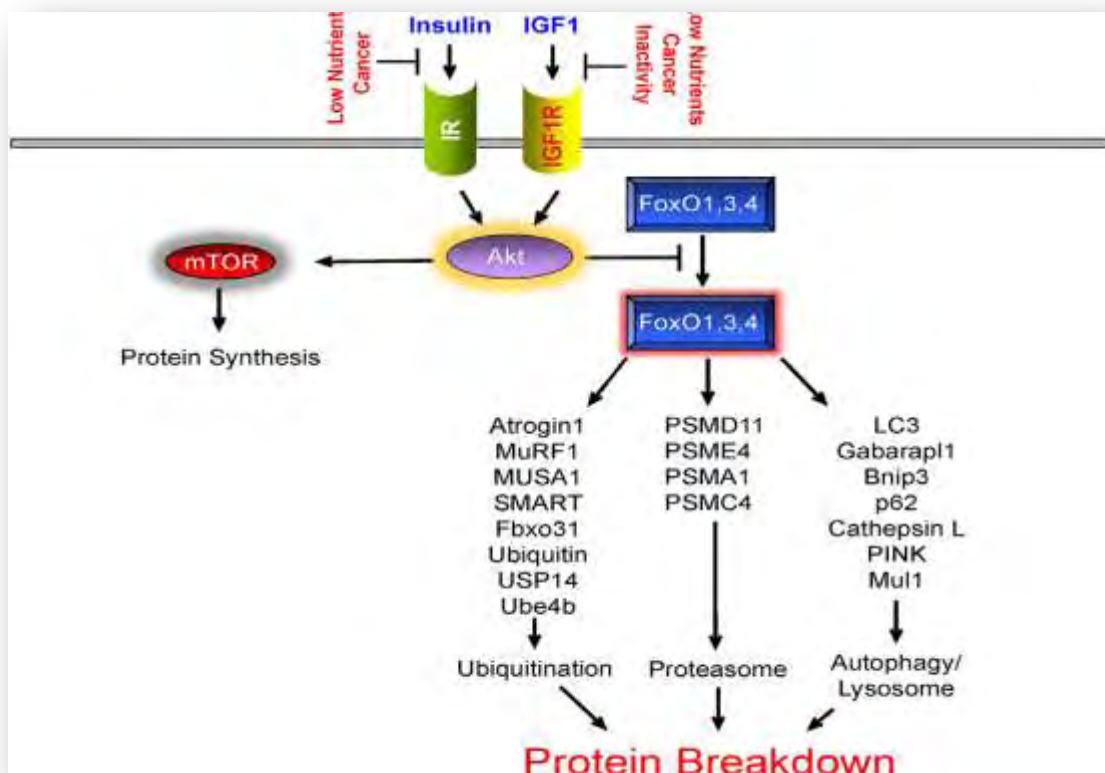 Insulin
IGF1
Low Nutrient
Cancer
Low Nutrients
Cancer
Inactivity
IR
IGF1R
FoxO1,3,4
Akt
mTOR
FoxO1,3,4
Protein Synthesis
Atrogin1
MuRF1
MUSA1
SMART
Fbxo31
Ubiquitin
USP14
Ube4b
PSMD11
PSME4
PSMA1
PSMC4
LC3
Gabarapl1
Bnip3
p62
Cathepsin L
PINK
Mul1
Ubiquitination
Proteasome
Autophagy/
Lysosome
Protein Breakdown